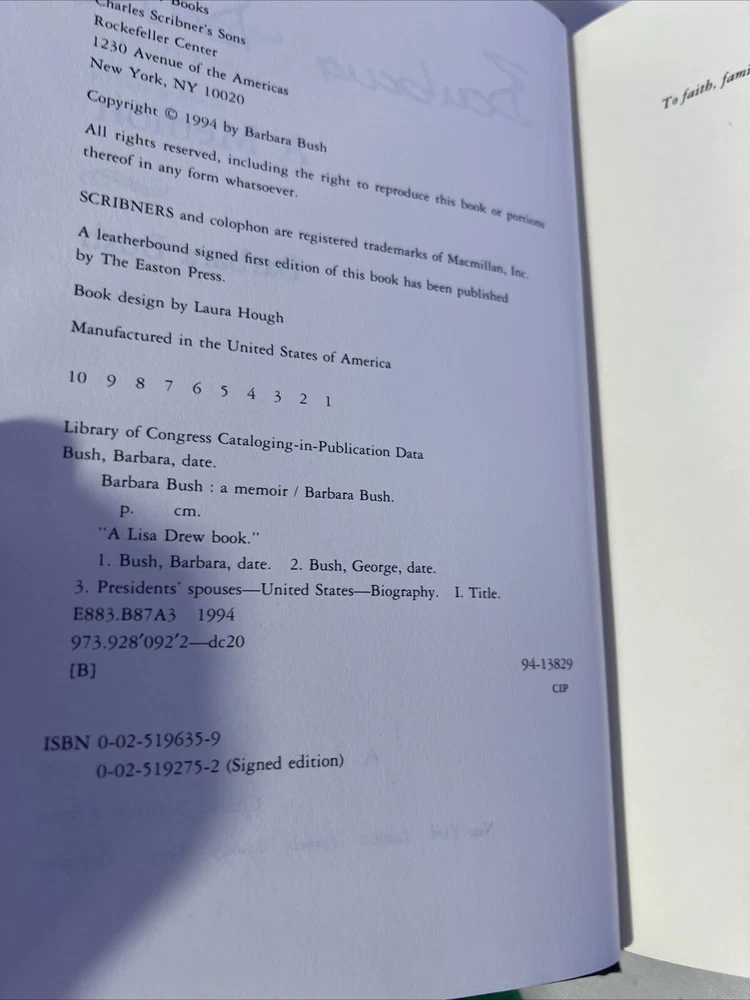 Books
Charles Scribner's Sons
Rockefeller Center
1230 Avenue of the Americas
New York, NY 10020
Copyright © 1994 by Barbara Bush
All rights reserved, including the right to reproduce this book or portions
thereof in any form whatsoever.
SCRIBNERS and colophon are registered trademarks of Macmillan, Inc.
A leatherbound signed first edition of this book has been published
by The Easton Press.
Book design by Laura Hough
Manufactured in the United States of America
10 9 8 7 6 5 4 3 2 1
Library of Congress Cataloging-in-Publication Data
Bush, Barbara, date.
Barbara Bush : a memoir / Barbara Bush.
p. cm.
"A Lisa Drew book."
1. Bush, Barbara, date. 2. Bush, George, date.
3. Presidents' spouses—United States—Biography. I. Title.
E883.B87A3 1994
973.928'092'2—dc20
[B]
94-13829
CIP
ISBN 0-02-519635-9
0-02-519275-2 (Signed edition)
To faith, fami